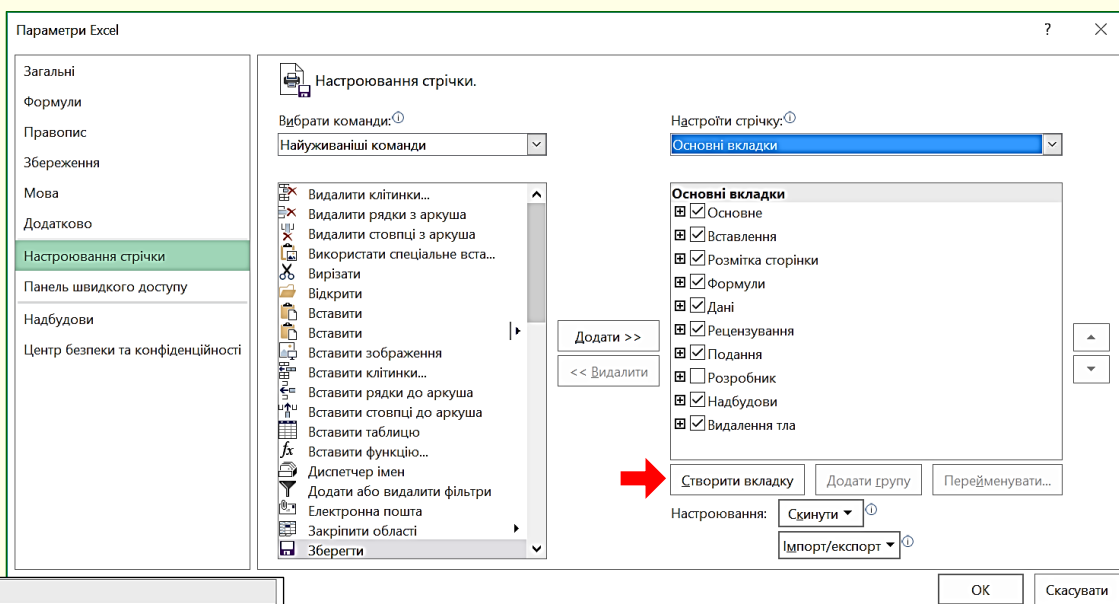 Параметри Excel
?
Загальні
Формули
Правопис
Збереження
Мова
Додатково
Настроювання стрічки
Панель швидкого доступу
Надбудови
Центр безпеки та конфіденційності
Настроювання стрічки.
Вибрати команди:
Найуживаніші команди
Видалити клітинки...
Видалити рядки з аркуша
Видалити стовпці з аркуша
Використати спеціальне вста...
Вирізати
Відкрити
Вставити
Вставити
Вставити зображення
Вставити клітинки...
Вставити рядки до аркуша
Вставити стовпці до аркуша
Вставити таблицю
fx Вставити функцію...
Диспетчер імен
Додати або видалити фільтри
Електронна пошта
Закріпити області
Зберегти
Додати >>
<< Видалити
Настроїти стрічку:
Основні вкладки
Основні вкладки
Основне
Вставлення
Розмітка сторінки
Формули
Дані
Рецензування
Подання
Розробник
Надбудови
Видалення тла
Створити вкладку
Додати групу
Перейменувати...
Настроювання:
Скинути
Імпорт/експорт
ОК
Скасувати